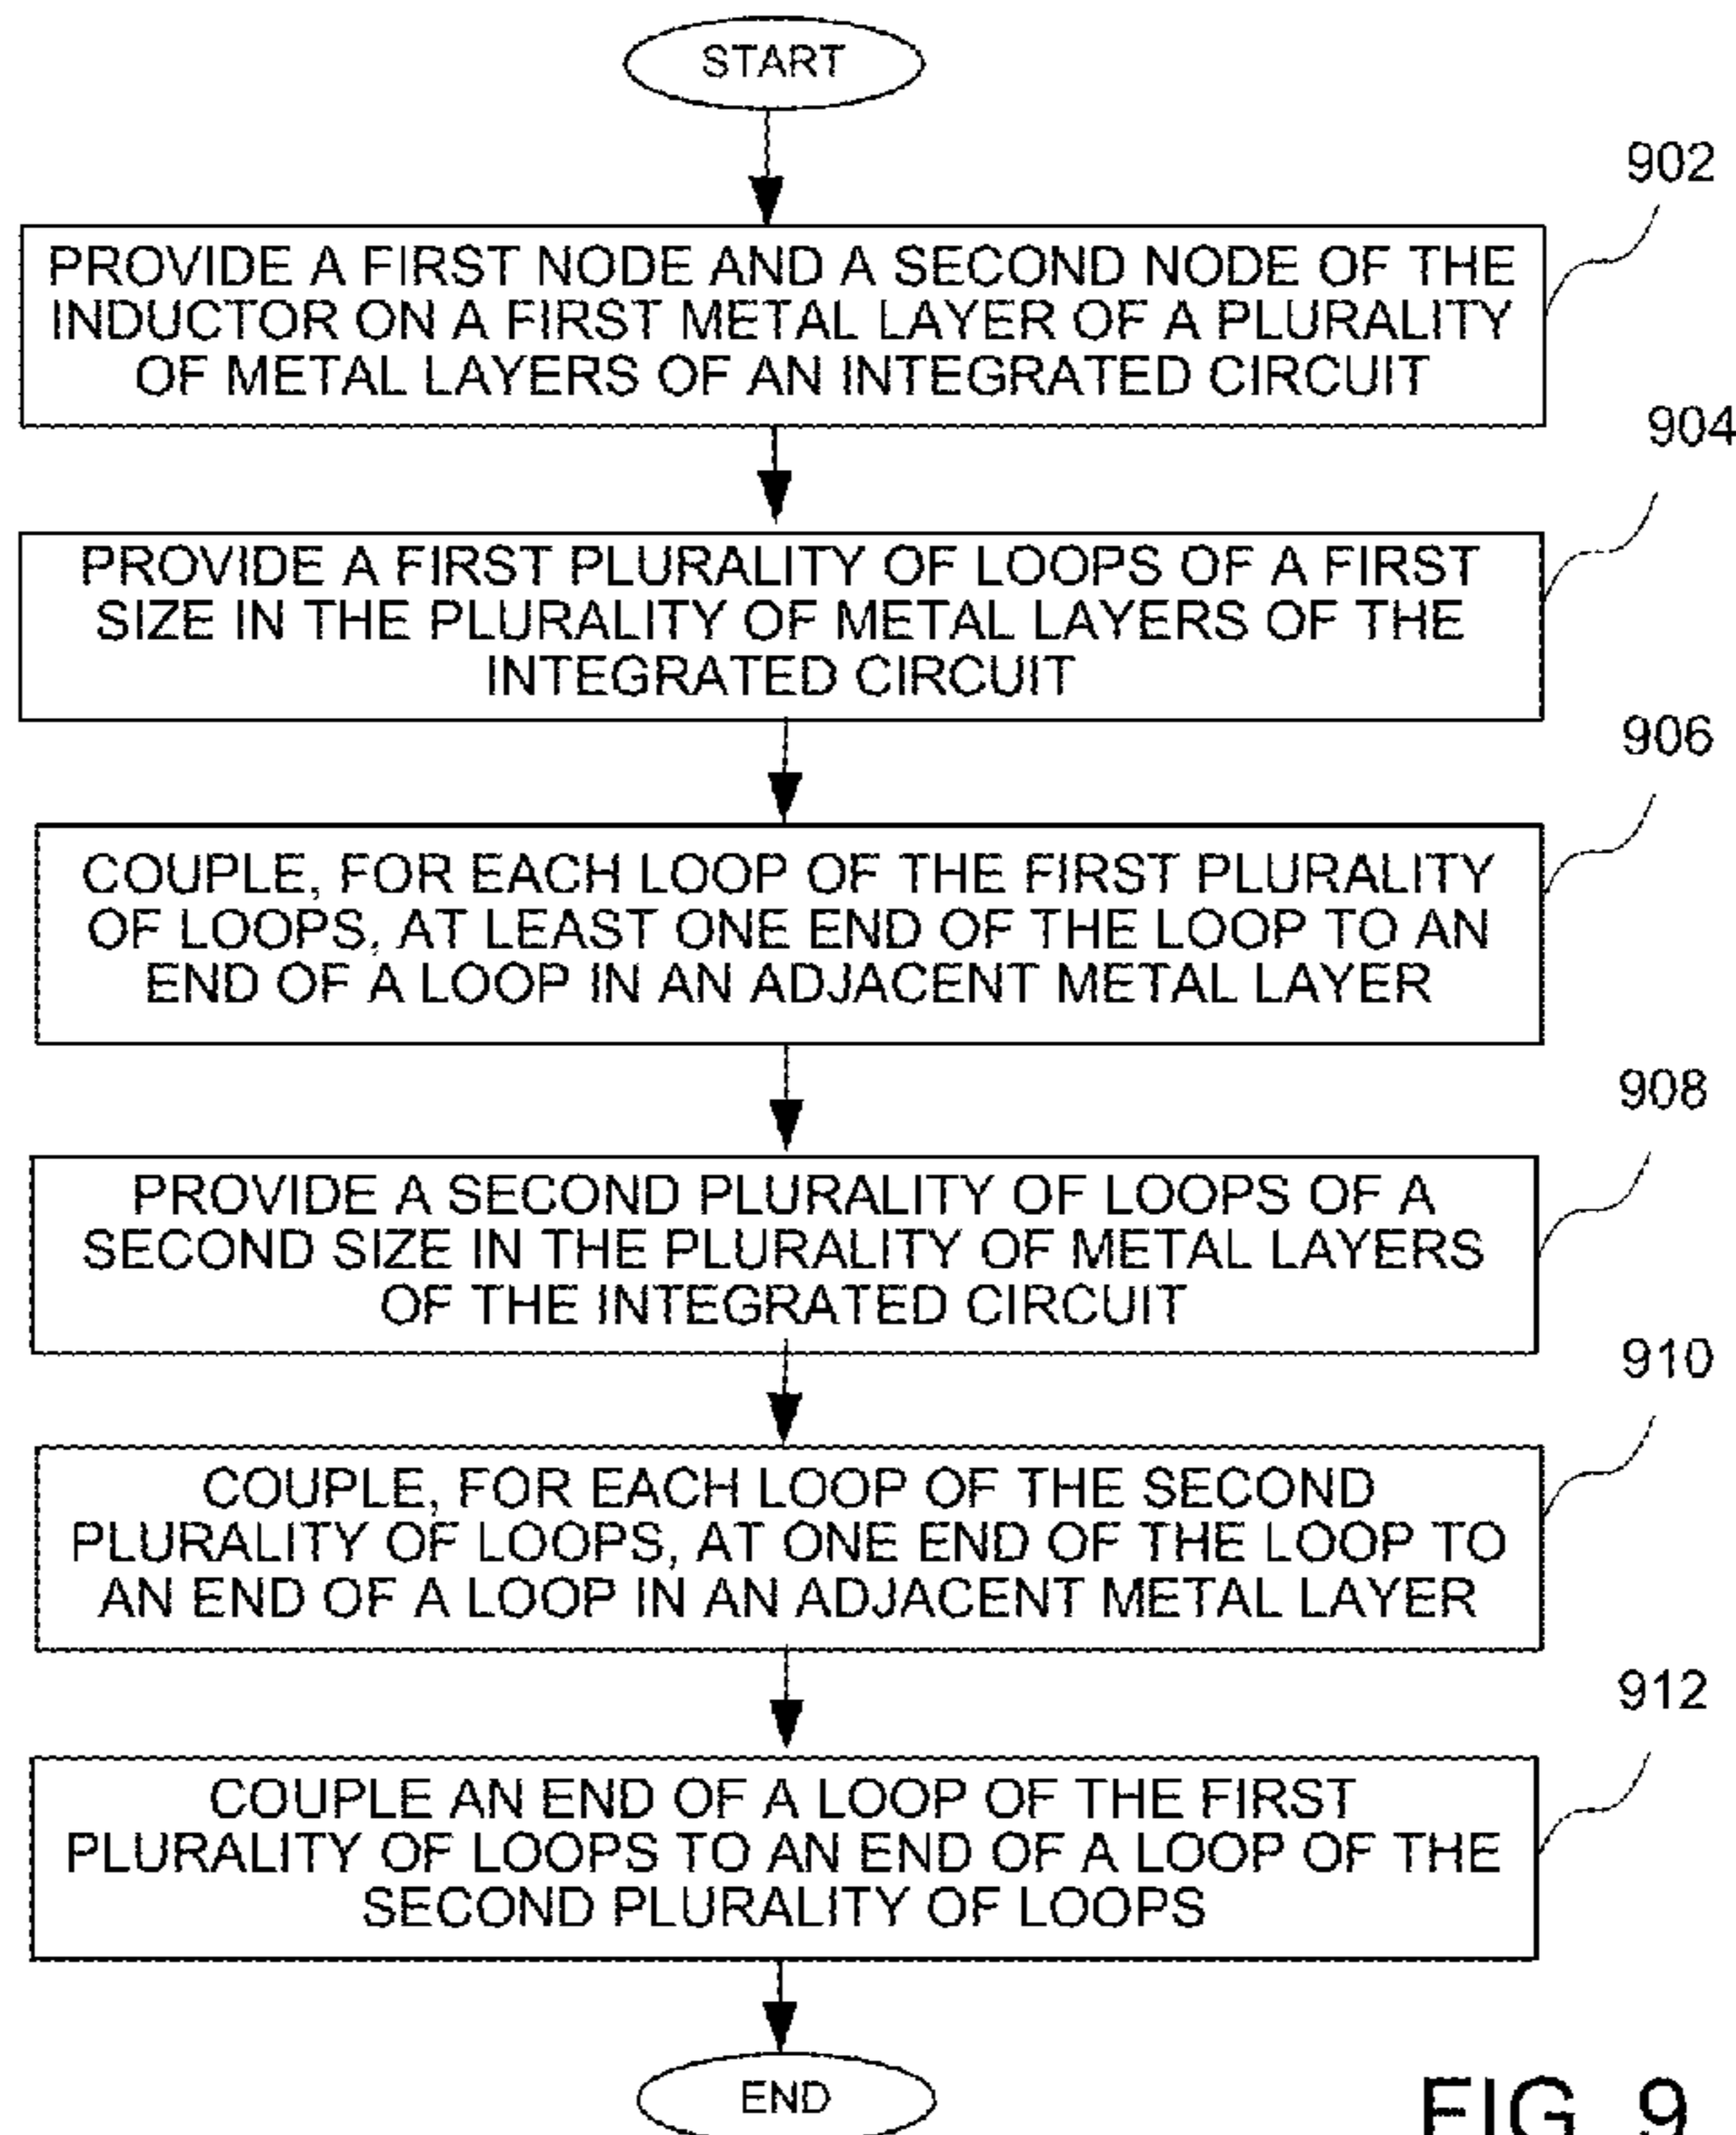 START
902
PROVIDE A FIRST NODE AND A SECOND NODE OF THE
INDUCTOR ON A FIRST METAL LAYER OF A PLURALITY
OF METAL LAYERS OF AN INTEGRATED CIRCUIT
904
PROVIDE A FIRST PLURALITY OF LOOPS OF A FIRST
SIZE IN THE PLURALITY OF METAL LAYERS OF THE
INTEGRATED CIRCUIT
906
COUPLE, FOR EACH LOOP OF THE FIRST PLURALITY
OF LOOPS, AT LEAST ONE END OF THE LOOP TO AN
END OF A LOOP IN AN ADJACENT METAL LAYER
908
PROVIDE A SECOND PLURALITY OF LOOPS OF A
SECOND SIZE IN THE PLURALITY OF METAL LAYERS
OF THE INTEGRATED CIRCUIT
910
COUPLE, FOR EACH LOOP OF THE SECOND
PLURALITY OF LOOPS, AT ONE END OF THE LOOP TO
AN END OF A LOOP IN AN ADJACENT METAL LAYER
912
COUPLE AN END OF A LOOP OF THE FIRST
PLURALITY OF LOOPS TO AN END OF A LOOP OF THE
SECOND PLURALITY OF LOOPS
END
FIG. 9